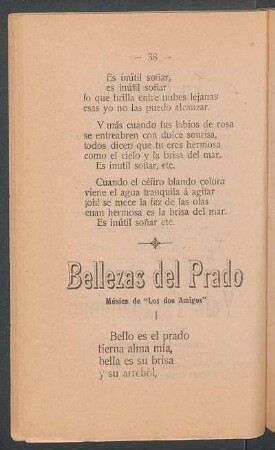 — 38 —
Es inútil soñar,
es inútil soñar
lo que brilla entre nubes lejanas
esas yo no las puedo alcanzar.
Y más cuando tus labios de rosa
se entreabren con dulce sonrisa,
todos dicen que tu eres hermosa
como el cielo y la brisa del mar.
Es inutil soñar, etc.
Cuando el céfiro blando colora
viene el agua tranquila á agitar
¡oh! se mece la faz de las olas
cuan hermosa es la brisa del mar.
Es inútil soñar etc.
Bellezas del Prado
Música de "Los dos Amigos"
I
Bello es el prado
tierna alma mía,
bella es su brisa
y su arreból,